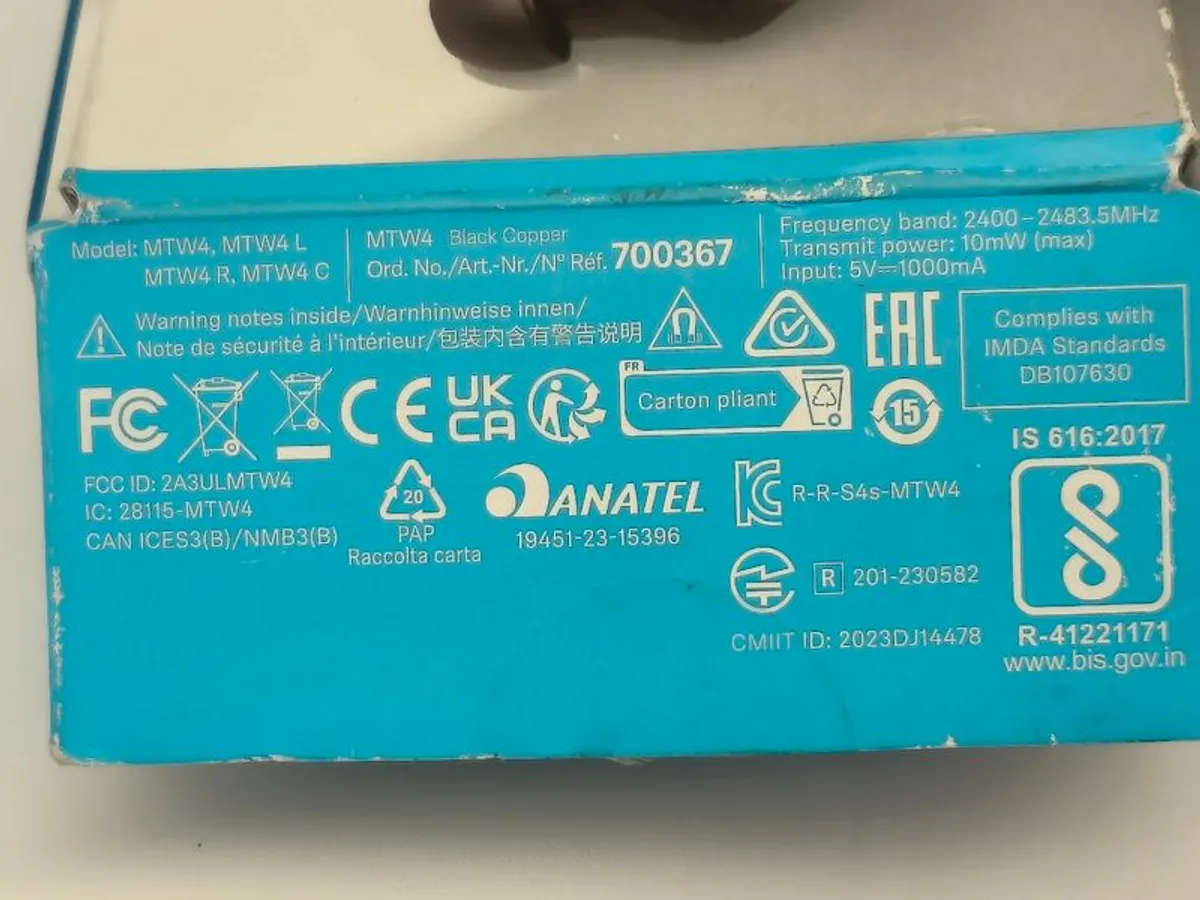 Model: MTW4, MTW4 L
MTW4 R, MTW4 C
MTW4 Black Copper
Ord. No./Art.-Nr./N° Réf. 700367
Frequency band: 2400-2483.5MHz
Transmit power: 10mW (max)
Input: 5V⎓1000mA
Warning notes inside/Warnhinweise innen/
Note de sécurité à l'intérieur/包装内含有警告说明
EAC
Complies with
IMDA Standards
DB107630
FC
CE
UK
CA
FR
Carton pliant
15
IS 616:2017
FCC ID: 2A3ULMTW4
IC: 28115-MTW4
CAN ICES3(B)/NMB3(B)
20
PAP
Raccolta carta
ANATEL
19451-23-15396
R-R-S4s-MTW4
R 201-230582
CMIIT ID: 2023DJ14478
R-41221171
www.bis.gov.in